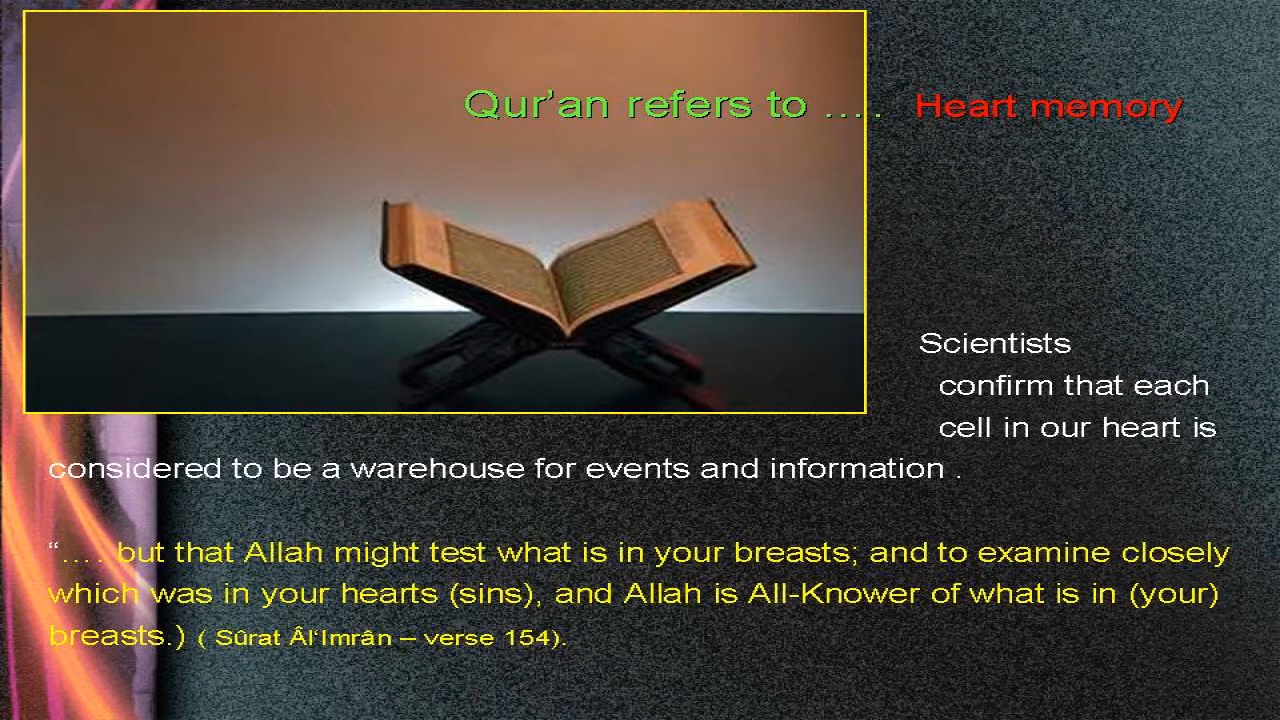 Qur’an refers to …. Heart memory
Scientists
confirm that each
cell in our heart is
considered to be a warehouse for events and information .
“…. but that Allah might test what is in your breasts; and to examine closely
which was in your hearts (sins), and Allah is All-Knower of what is in (your)
breasts.) ( Sûrat Âl‘Imrân – verse 154).